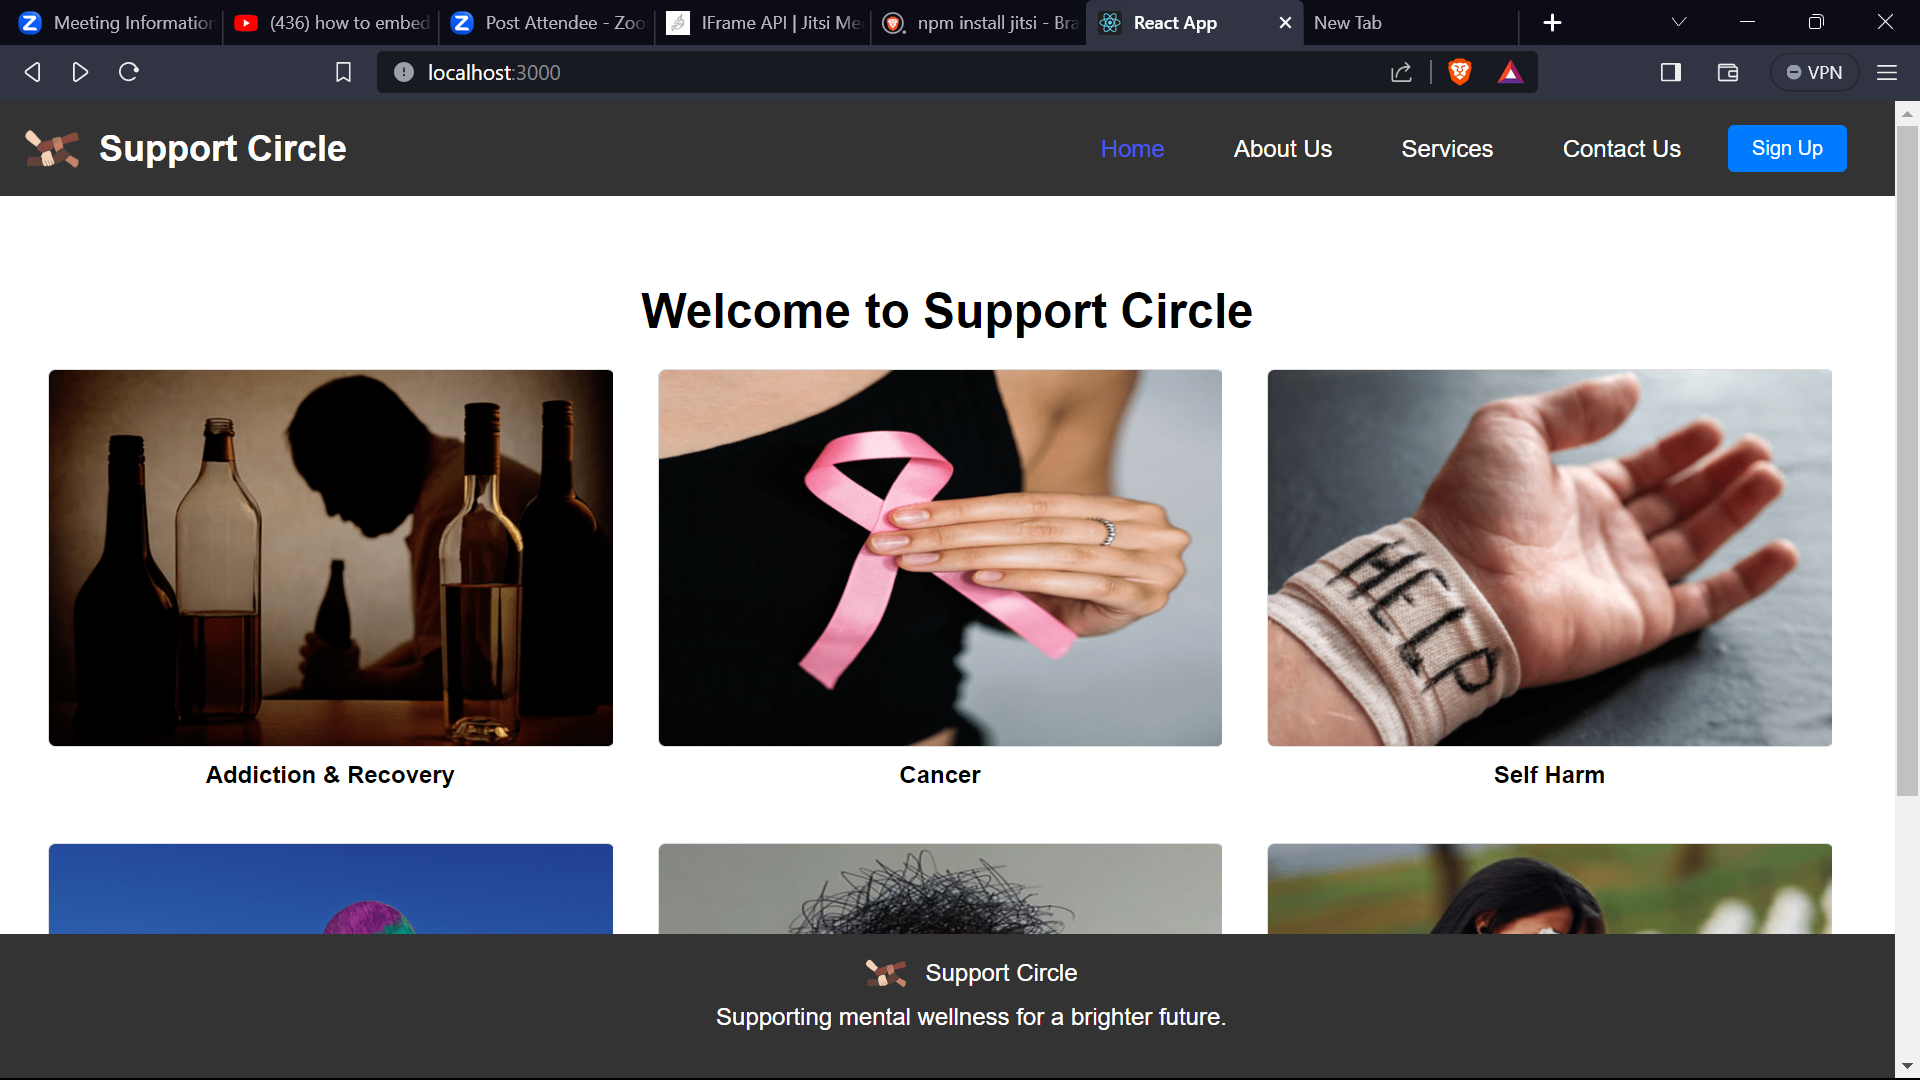 Meeting Information
(436) how to embed
Post Attendee - Zoo
IFrame API | Jitsi Me
npm install jitsi - Bra
React App
New Tab
localhost:3000
VPN
Support Circle
Home
About Us
Services
Contact Us
Sign Up
Welcome to Support Circle
HELP
Addiction & Recovery
Cancer
Self Harm
Support Circle
Supporting mental wellness for a brighter future.